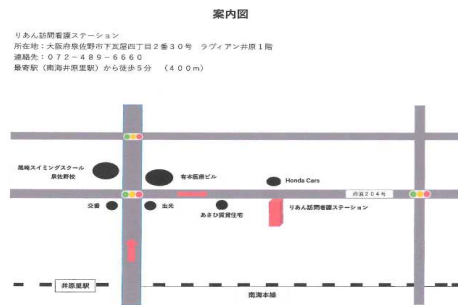 案内図
りあん訪問看護ステーション
所在地：大阪府泉佐野市下瓦屋四丁目２番３０号　ラヴィアン井原１階
連絡先：０７２－４８９－６６６０
最寄駅（南海井原里駅）から徒歩５分　（４００ｍ）
尾崎スイミングスクール
泉佐野校
有本医療ビル
Honda Cars
府道２０４号
交番
出光
あさひ賃貸住宅
りあん訪問看護ステーション
井原里駅
南海本線